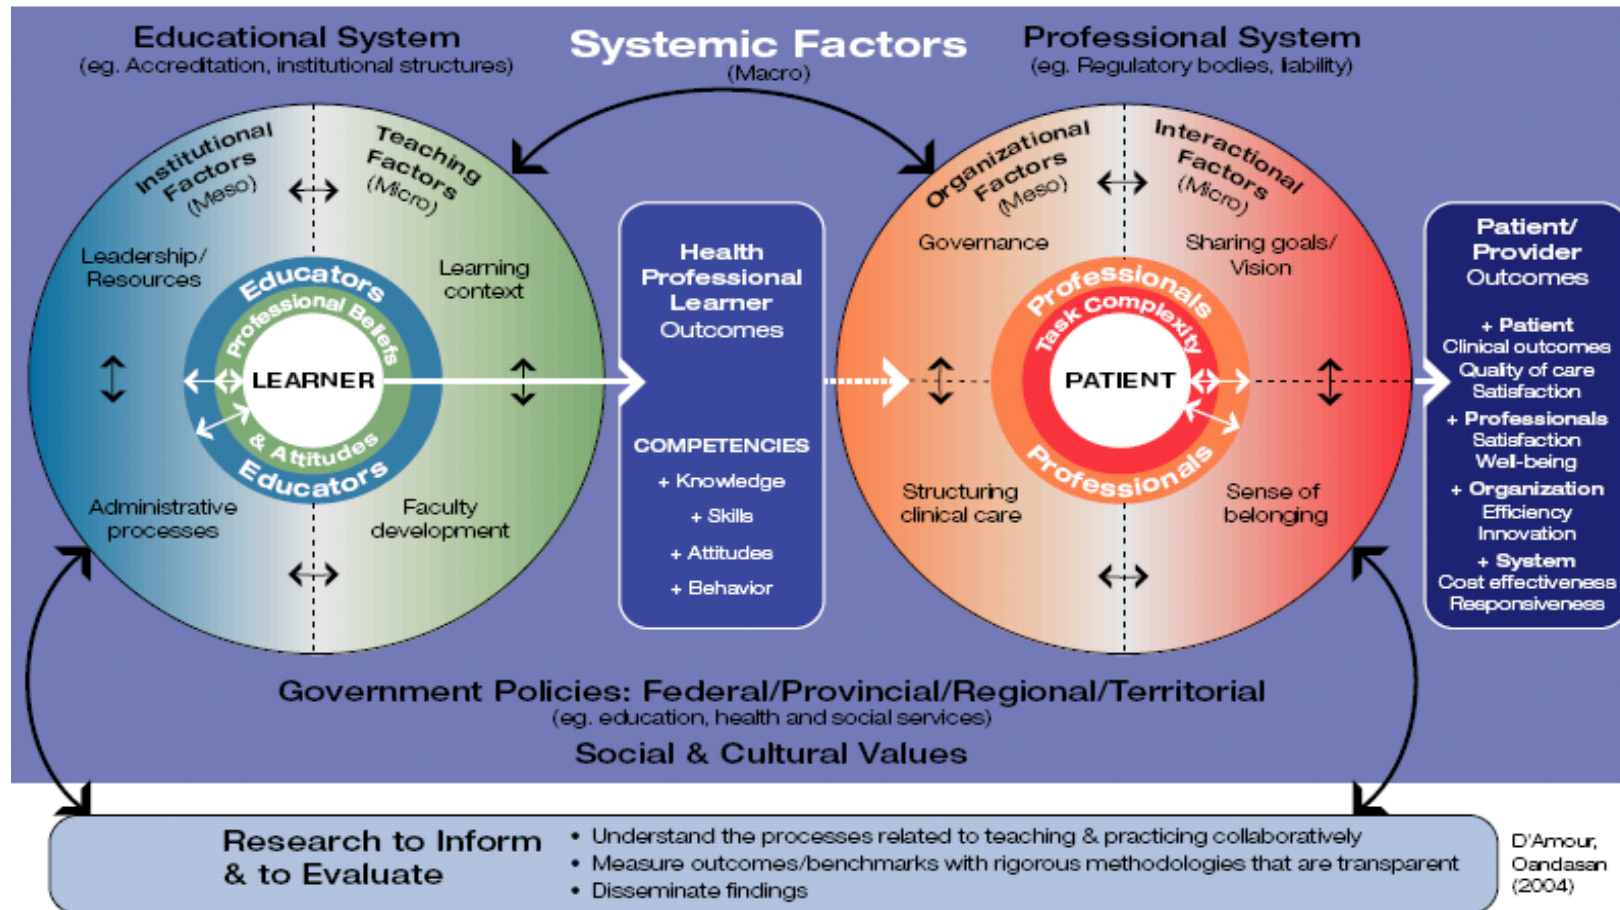 Educational System
(eg. Accreditation, institutional structures)
Systemic Factors
(Macro)
Professional System
(eg. Regulatory bodies, liability)
Institutional
Factors
(Meso)
Teaching
Factors
(Micro)
Leadership/
Resources
Learning
context
Educators
Professional Beliefs
LEARNER
& Attitudes
Educators
Administrative
processes
Faculty
development
Health
Professional
Learner
Outcomes
COMPETENCIES
+ Knowledge
+ Skills
+ Attitudes
+ Behavior
Organizational
Factors
(Meso)
Interactional
Factors
(Micro)
Governance
Sharing goals/
Vision
Professionals
Task Complexity
PATIENT
Professionals
Structuring
clinical care
Sense of
belonging
Patient/
Provider
Outcomes
+ Patient
Clinical outcomes
Quality of care
Satisfaction
+ Professionals
Satisfaction
Well-being
+ Organization
Efficiency
Innovation
+ System
Cost effectiveness
Responsiveness
Government Policies: Federal/Provincial/Regional/Territorial
(eg. education, health and social services)
Social & Cultural Values
Research to Inform
& to Evaluate
• Understand the processes related to teaching & practicing collaboratively
• Measure outcomes/benchmarks with rigorous methodologies that are transparent
• Disseminate findings
D'Amour,
Oandasan
(2004)